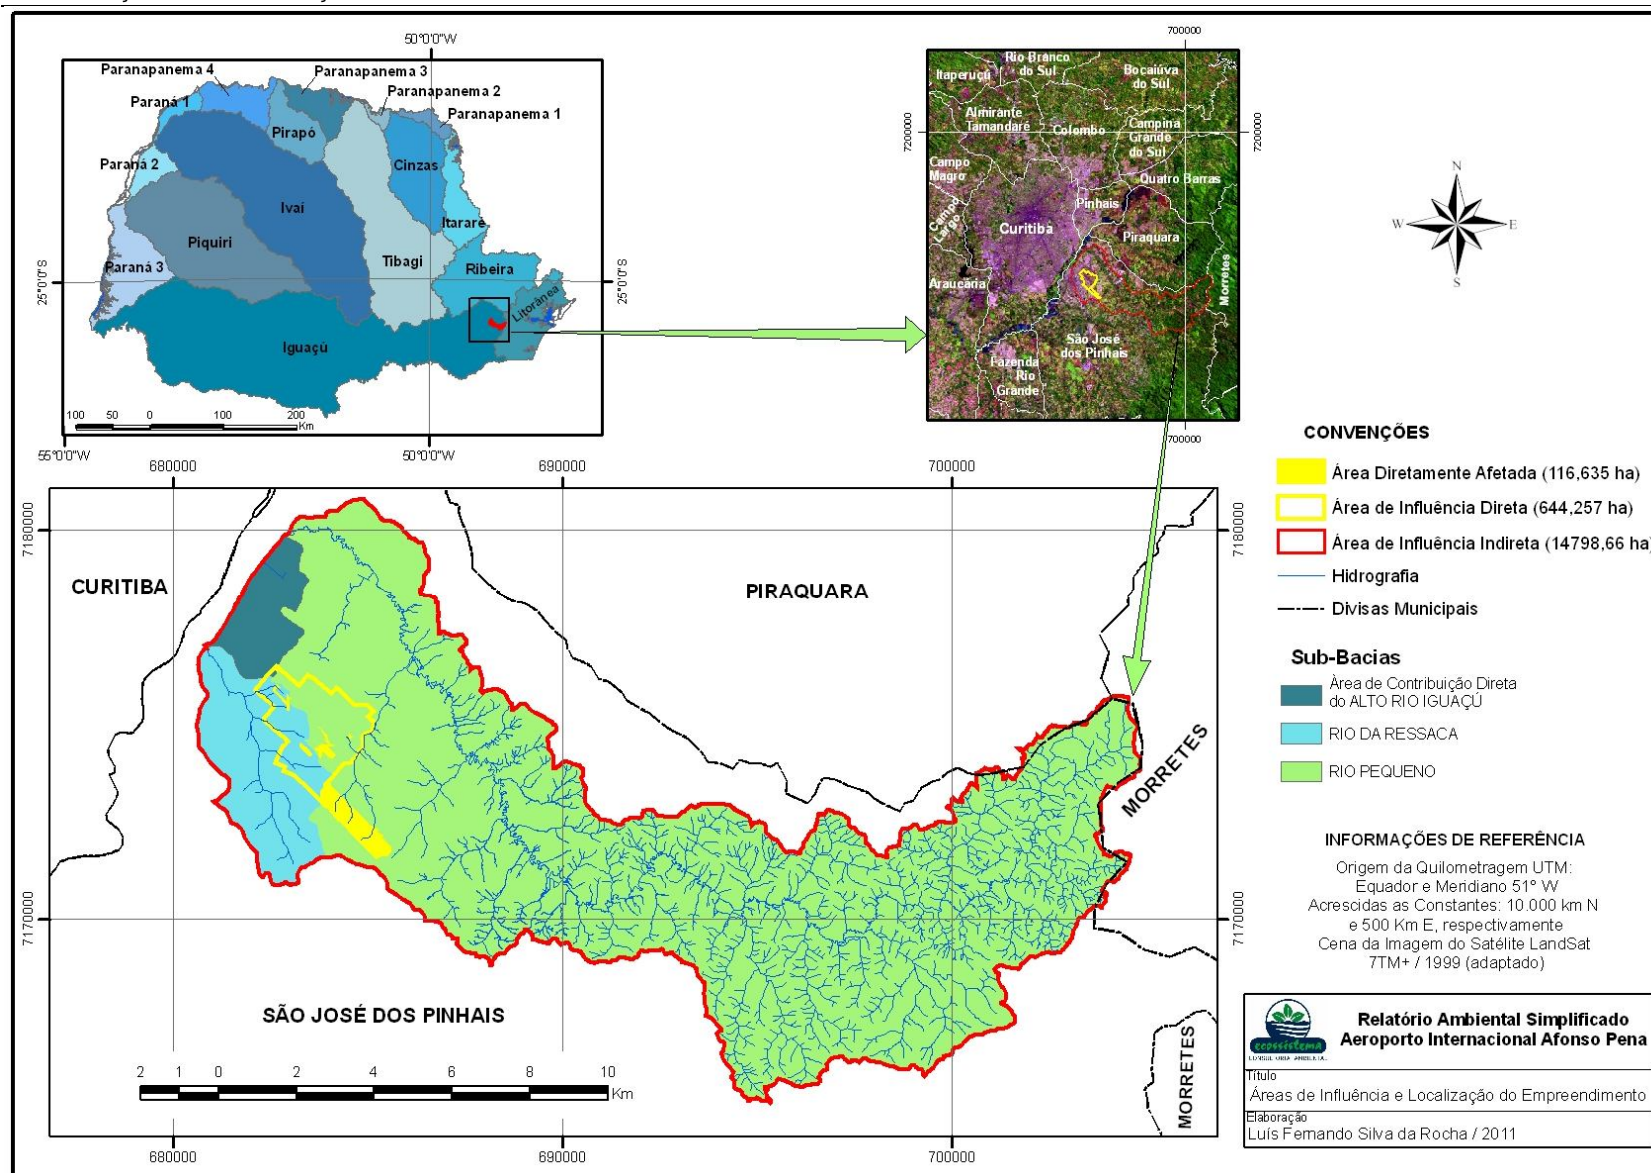 50°0'0"W
Paranapanema 4
Paranapanema 3
Paranapanema 2
Paraná 1
Paranapanema 1
Pirapó
Paraná 2
Cinzas
Ivaí
Itararé
Piquiri
Tibagi
Paraná 3
Ribeira
25°0'0"S
25°0'0"S
Litorânea
Iguaçú
100 50 0 100 200
Km
55°0'0"W
50°0'0"W
700000
Itaperuçú
Rio Branco
do Sul
Bocaiúva
do Sul
Almirante
Tamandaré
Colombo
Campina
Grande
do Sul
7200000
7200000
Campo
Magro
Quatro Barras
Campo
Largo
Pinhais
Curitiba
Piraquara
Araucária
Morretes
São José
dos Pinhais
Fazenda
Rio
Grande
700000
N
W E
S
680000 690000 700000
7180000
7180000
CURITIBA
PIRAQUARA
MORRETES
7170000
7170000
SÃO JOSÉ DOS PINHAIS
MORRETES
2 1 0 2 4 6 8 10
Km
680000 690000 700000
CONVENÇÕES
Área Diretamente Afetada (116,635 ha)
Área de Influência Direta (644,257 ha)
Área de Influência Indireta (14798,66 ha)
Hidrografia
Divisas Municipais
Sub-Bacias
Área de Contribuição Direta
do ALTO RIO IGUAÇÚ
RIO DA RESSACA
RIO PEQUENO
INFORMAÇÕES DE REFERÊNCIA
Origem da Quilometragem UTM:
Equador e Meridiano 51° W
Acrescidas as Constantes: 10.000 km N
e 500 Km E, respectivamente
Cena da Imagem do Satélite LandSat
7TM+ / 1999 (adaptado)
ecossistema
CONSULTORIA AMBIENTAL
Relatório Ambiental Simplificado
Aeroporto Internacional Afonso Pena
Título
Áreas de Influência e Localização do Empreendimento
Elaboração
Luís Fernando Silva da Rocha / 2011